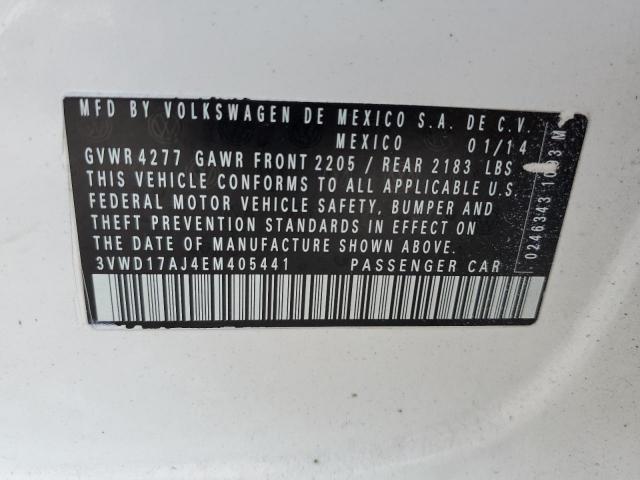 MFD BY VOLKSWAGEN DE MEXICO S.A. DE C.V.
MEXICO 01/14
GVWR 4277 GAWR FRONT 2205 / REAR 2183 LBS
THIS VEHICLE CONFORMS TO ALL APPLICABLE U.S.
FEDERAL MOTOR VEHICLE SAFETY, BUMPER AND
THEFT PREVENTION STANDARDS IN EFFECT ON
THE DATE OF MANUFACTURE SHOWN ABOVE.
3VWD17AJ4EM405441 PASSENGER CAR
0246343 M